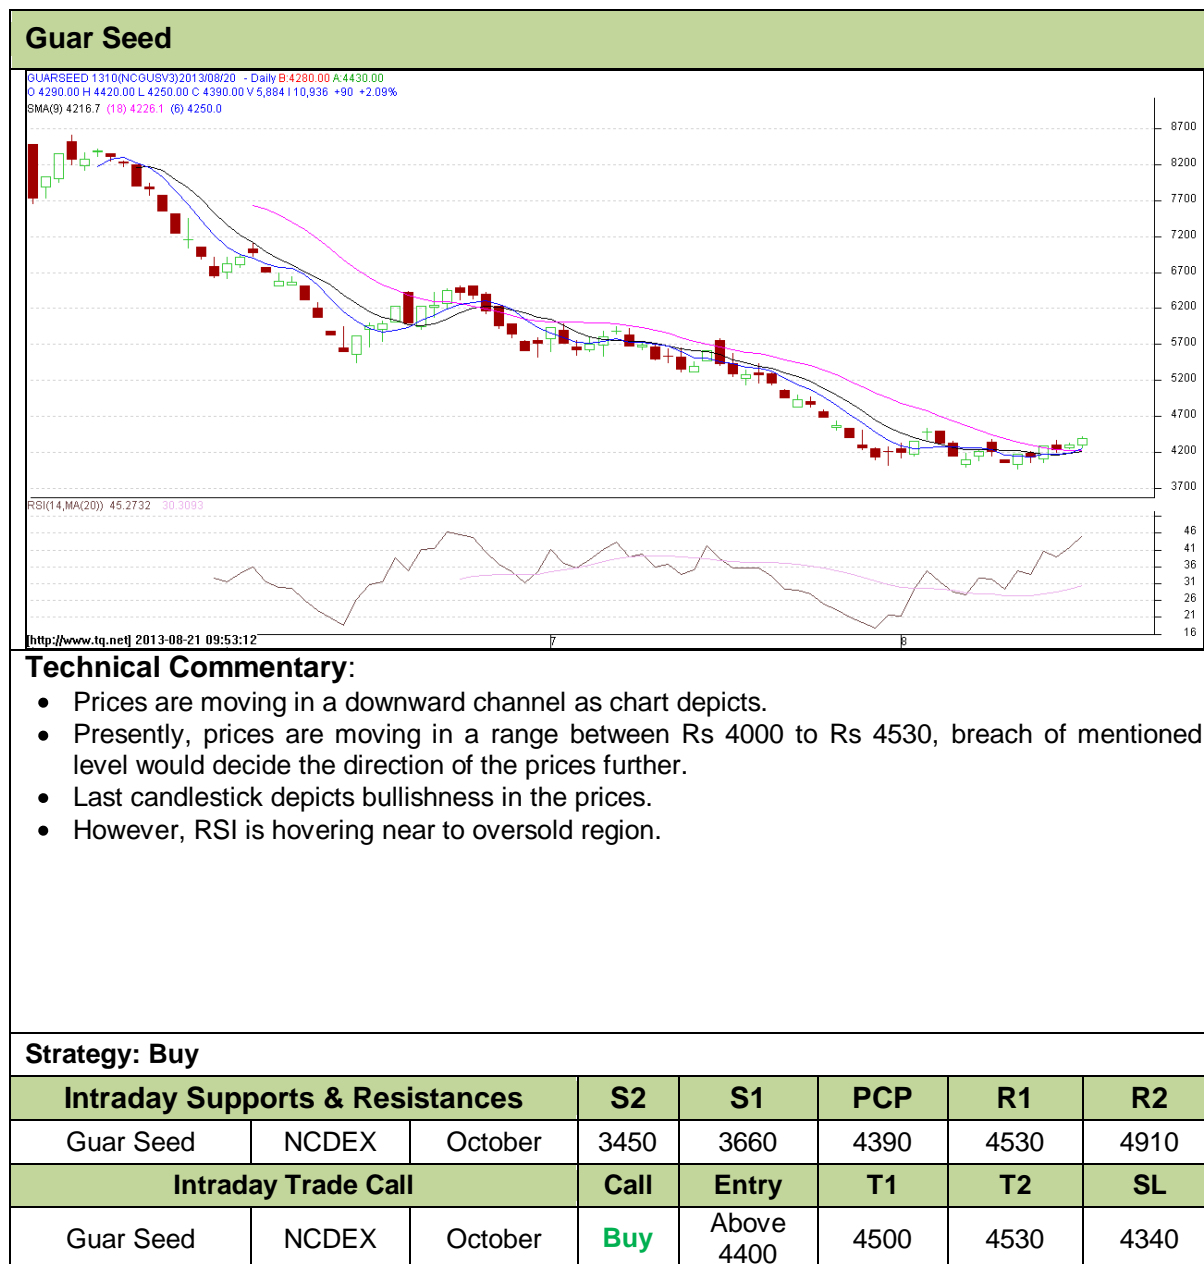 Guar Seed
GUARSEED 1310(NCGUSV3)2013/08/20 - Daily B:4280.00 A:4430.00
O 4290.00 H 4420.00 L 4250.00 C 4390.00 V 5,884 I 10,936 +90 +2.09%
SMA(9) 4216.7 (18) 4226.1 (6) 4250.0
8700
8200
7700
7200
6700
6200
5700
5200
4700
4200
3700
RSI(14,MA(20)) 45.2732 30.3093
46
41
36
31
26
21
16
[http://www.tq.net] 2013-08-21 09:53:12 7 8
Technical Commentary:
• Prices are moving in a downward channel as chart depicts.
• Presently, prices are moving in a range between Rs 4000 to Rs 4530, breach of mentioned
level would decide the direction of the prices further.
• Last candlestick depicts bullishness in the prices.
• However, RSI is hovering near to oversold region.
Strategy: Buy
Intraday Supports & Resistances S2 S1 PCP R1 R2
Guar Seed NCDEX October 3450 3660 4390 4530 4910
Intraday Trade Call Call Entry T1 T2 SL
Guar Seed NCDEX October Buy Above 4400 4500 4530 4340